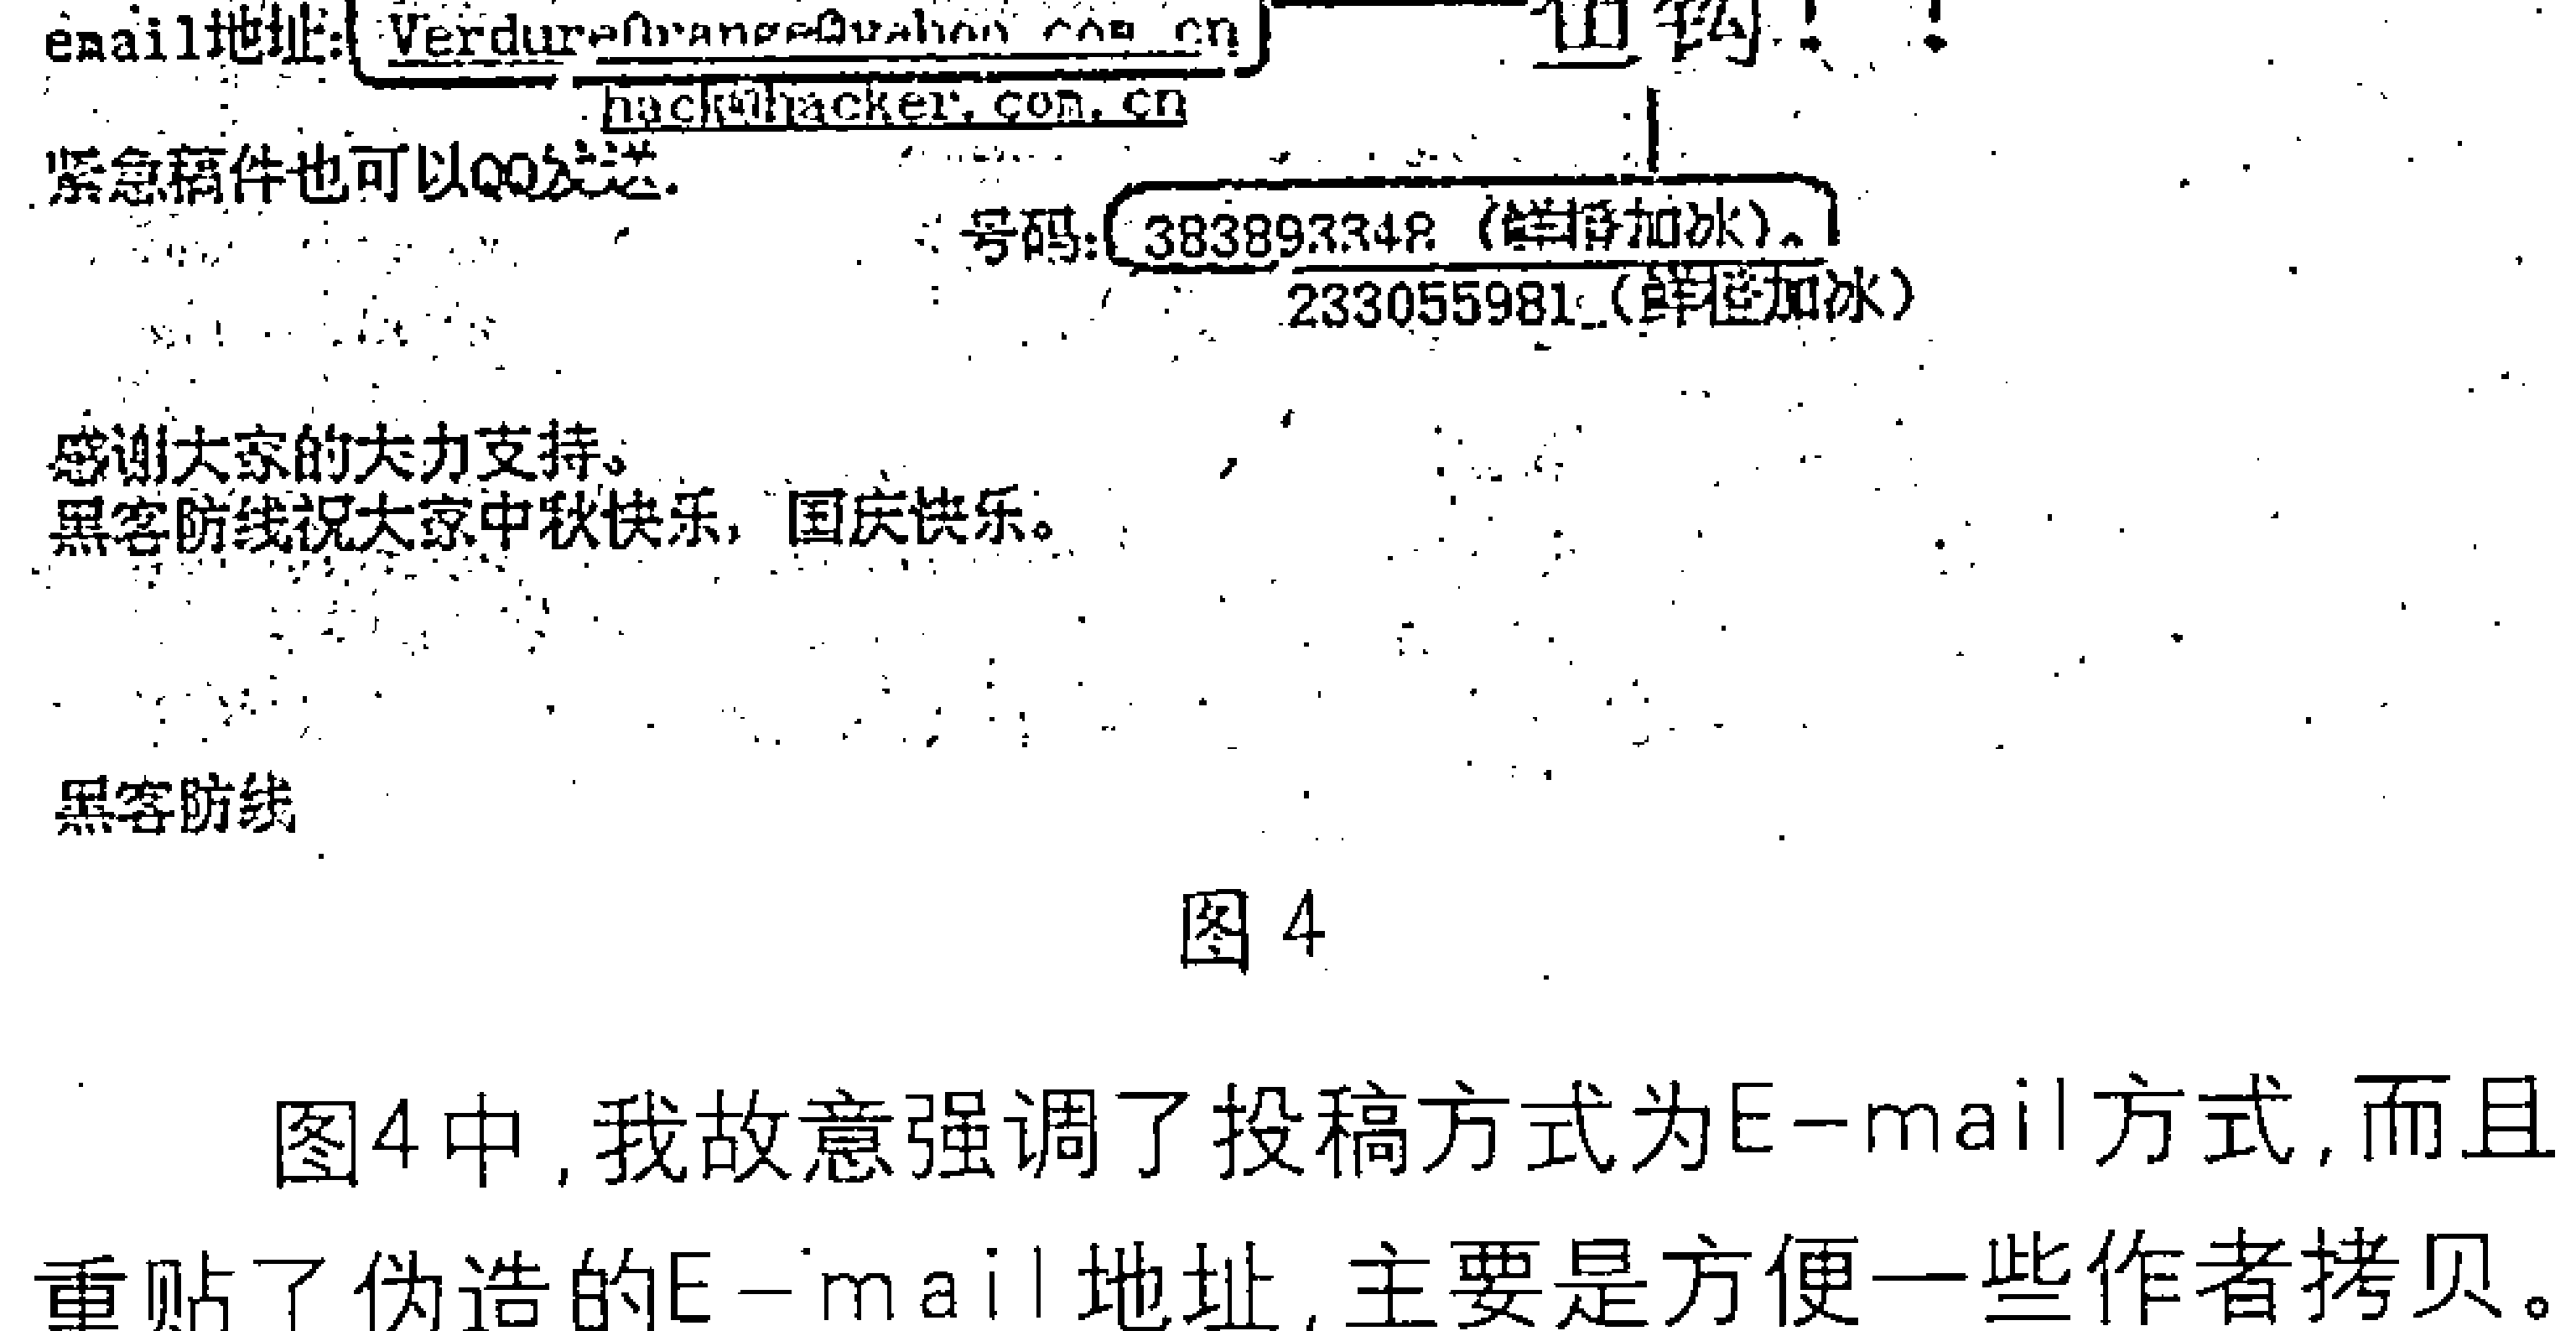 email地址:VerdureOrange@yahoo.com.cn 钩！！
hack@hacker.com.cn
紧急稿件也可以QQ发送.
号码: 383893348 (鲜橙加冰)。
233055981 (鲜橙加冰)
感谢大家的大力支持。
黑客防线祝大家中秋快乐, 国庆快乐。
黑客防线
图 4
图4中,我故意强调了投稿方式为E-mail方式,而且
重贴了伪造的E-mail地址,主要是方便一些作者拷贝。